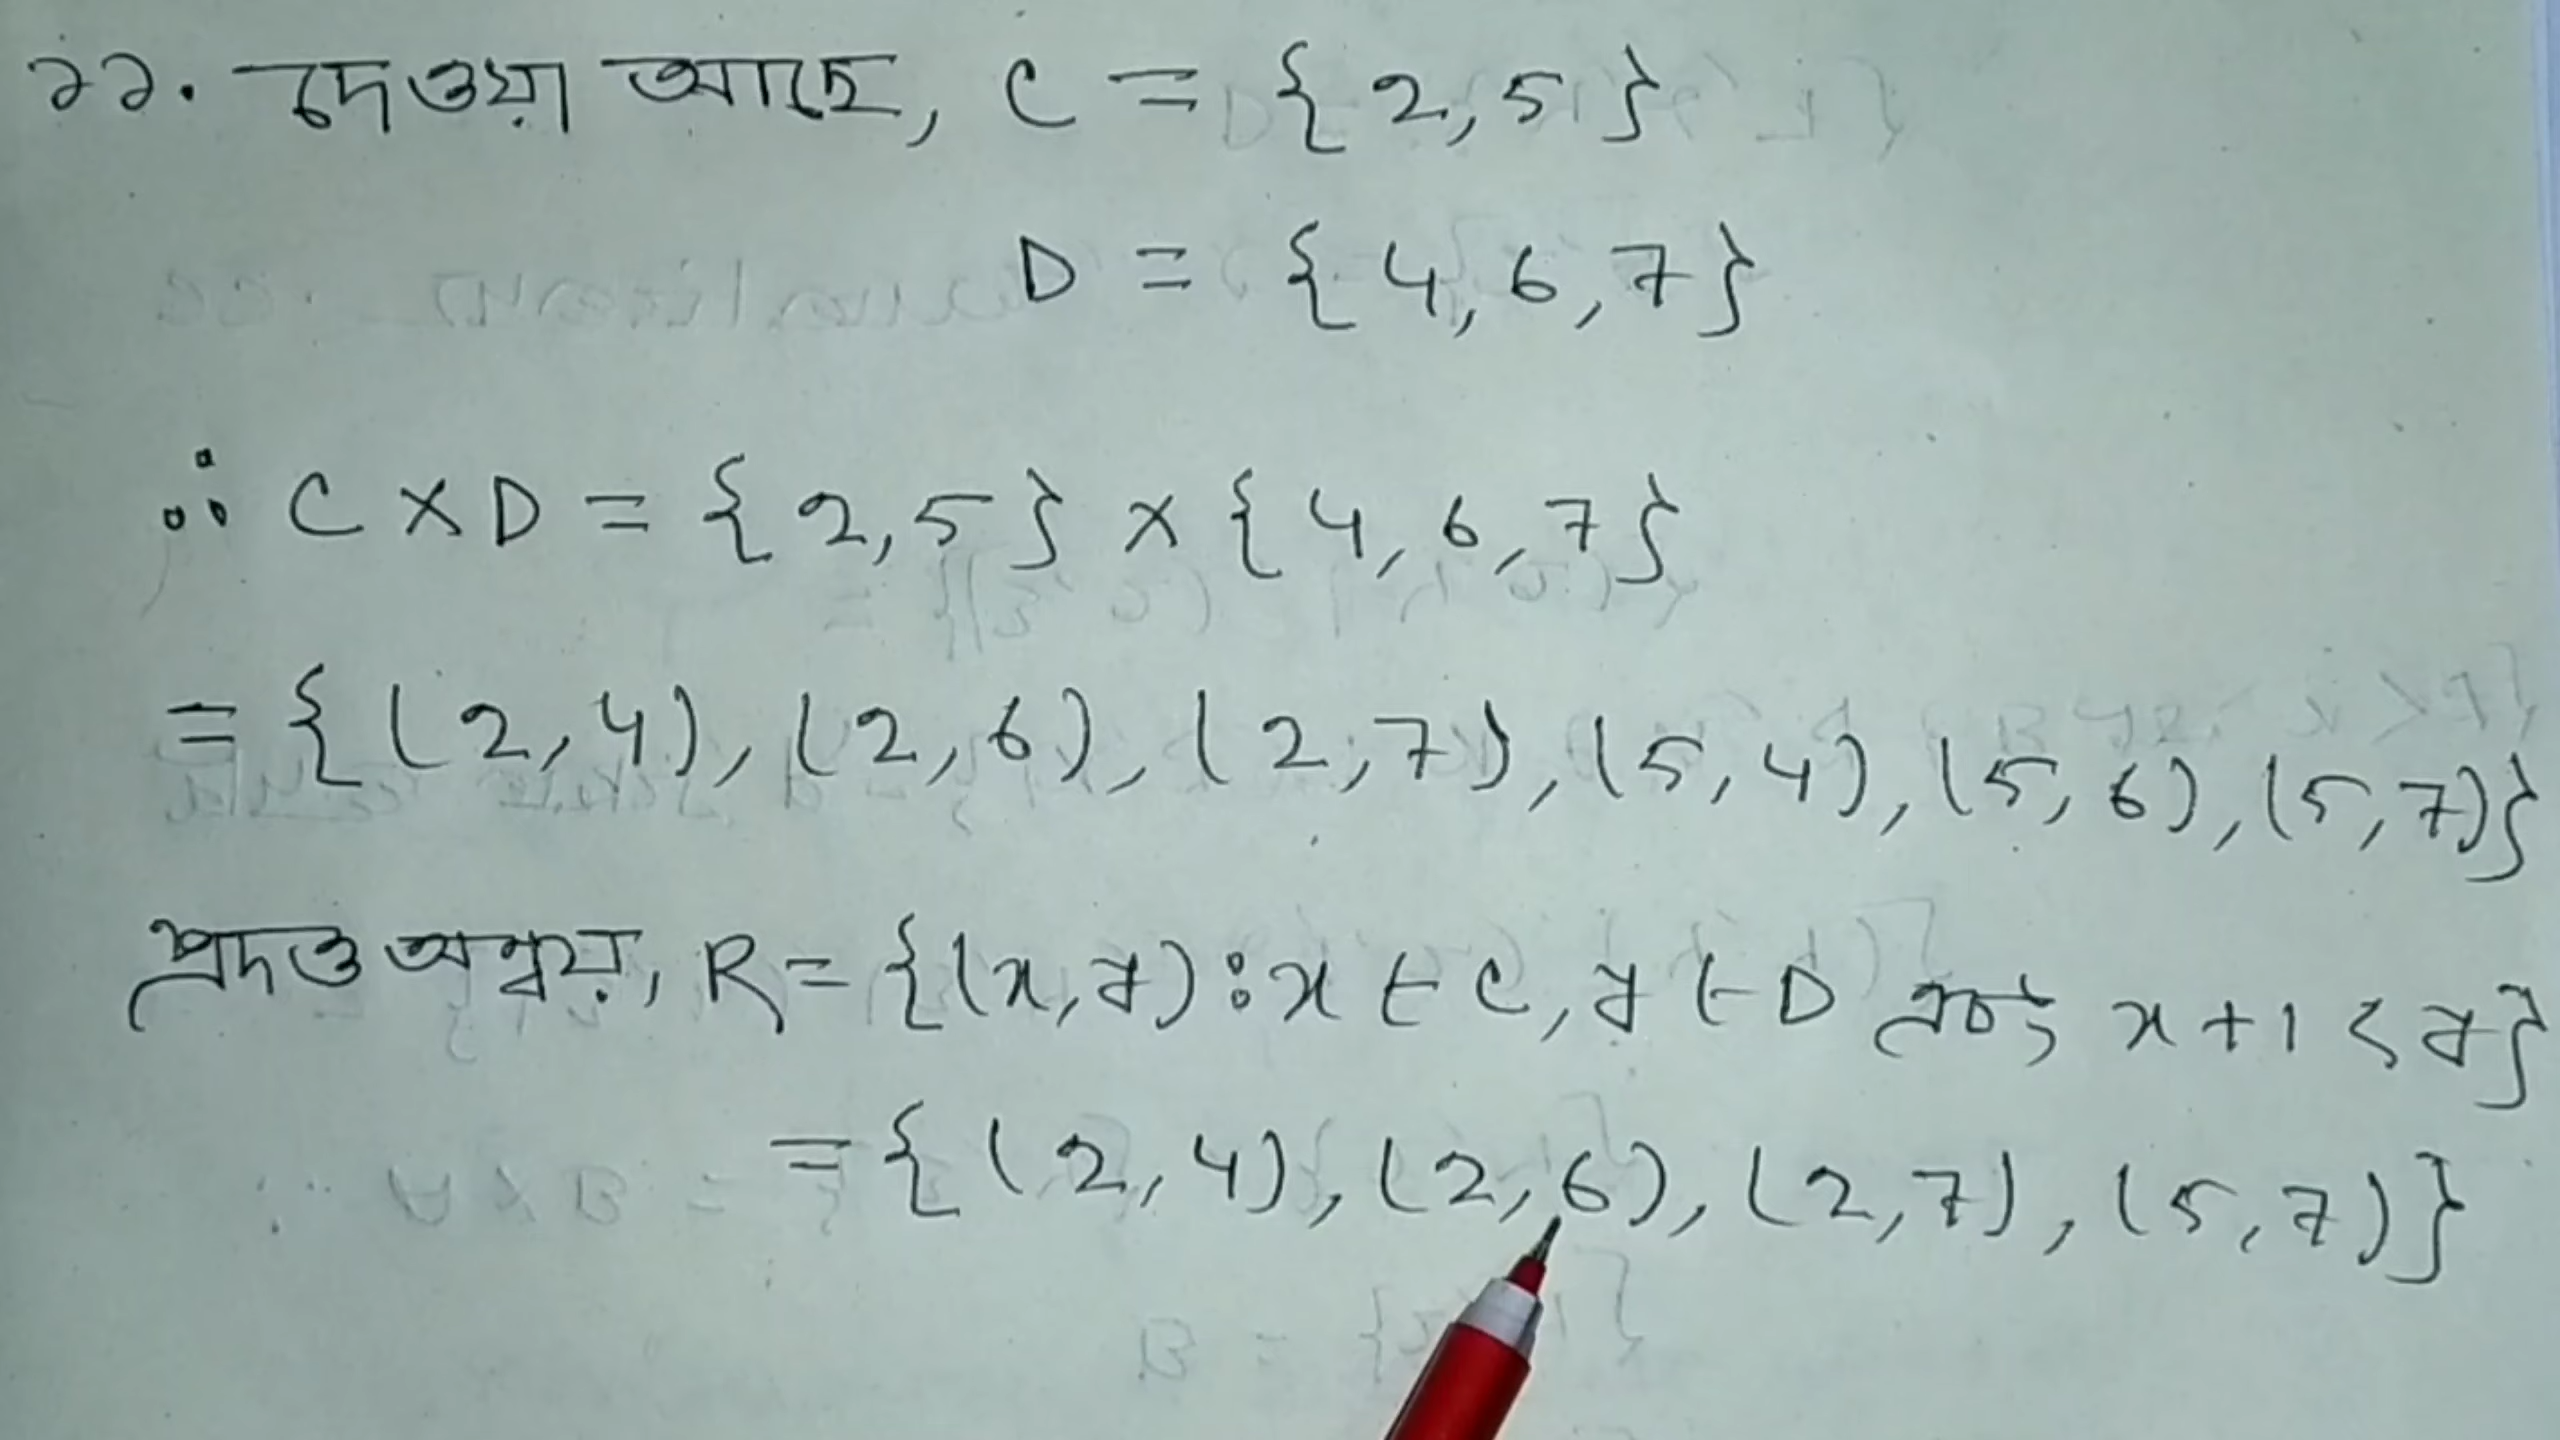 ২২. দেওয়া আছে, C = {2,5}
D = {4,6,7}
∴ C × D = {2,5} × {4,6,7}
= {(2,4), (2,6), (2,7), (5,4), (5,6), (5,7)}
প্রদত্ত অন্বয়, R = {(x,y) : x ∈ C, y ∈ D এবং x+1 < y}
= {(2,4), (2,6), (2,7), (5,7)}